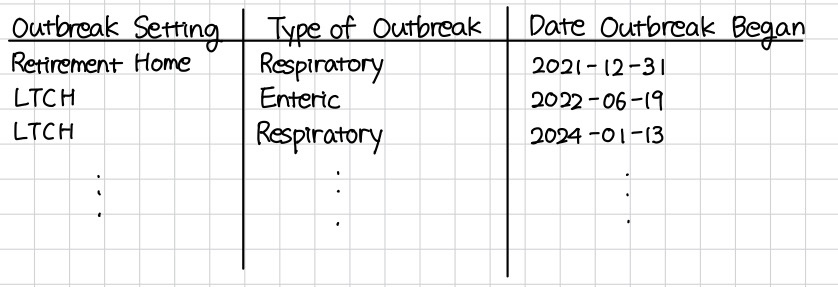 Outbreak Setting Type of Outbreak Date Outbreak Began
Retirement Home Respiratory 2021-12-31
LTCH Enteric 2022-06-19
LTCH Respiratory 2024-01-13